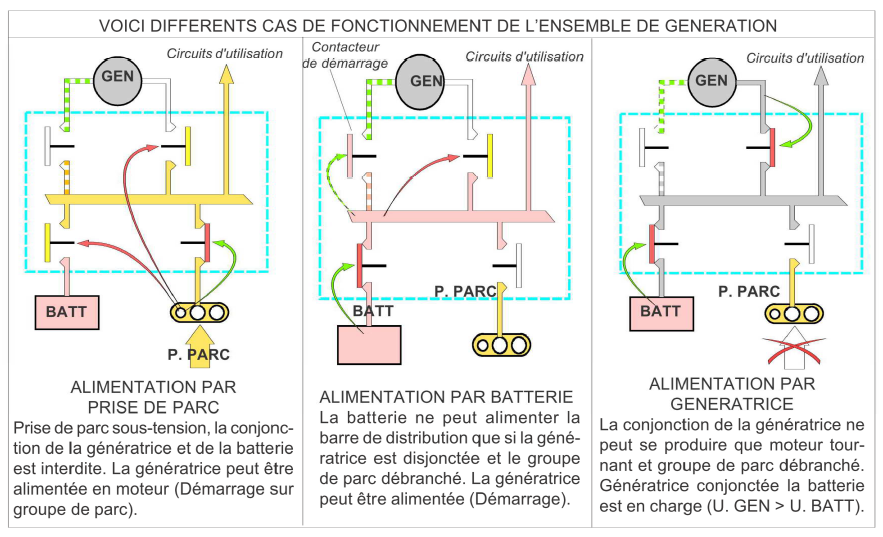 VOICI DIFFERENTS CAS DE FONCTIONNEMENT DE L'ENSEMBLE DE GENERATION
Circuits d'utilisation
GEN
BATT
P. PARC
ALIMENTATION PAR
PRISE DE PARC
Prise de parc sous-tension, la conjonc-
tion de la génératrice et de la batterie
est interdite. La génératrice peut être
alimentée en moteur (Démarrage sur
groupe de parc).
Contacteur
de démarrage
Circuits d'utilisation
GEN
P. PARC
BATT
ALIMENTATION PAR BATTERIE
La batterie ne peut alimenter la
barre de distribution que si la géné-
ratrice est disjonctée et le groupe
de parc débranché. La génératrice
peut être alimentée (Démarrage).
Circuits d'utilisation
GEN
P. PARC
BATT
ALIMENTATION PAR
GENERATRICE
La conjonction de la génératrice ne
peut se produire que moteur tour-
nant et groupe de parc débranché.
Génératrice conjonctée la batterie
est en charge (U. GEN > U. BATT).